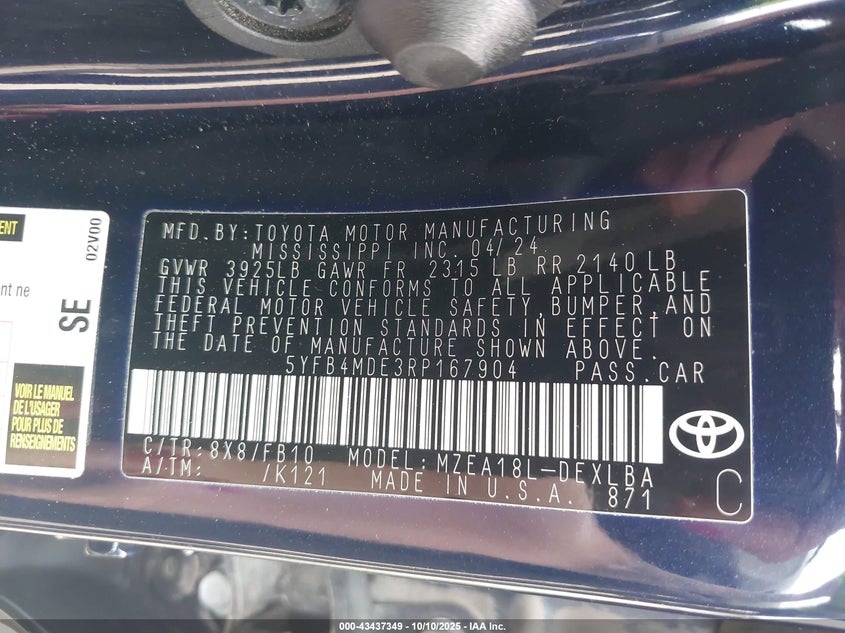 ENT
02V00
nt ne
SE
VOIR LE MANUEL
DE L'USAGER
POUR PLUS DE
RENSEIGNEMENTS
MFD.BY:TOYOTA MOTOR MANUFACTURING
MISSISSIPPI INC. 04/24
GVWR 3925LB GAWR FR 2315 LB RR 2140 LB
THIS VEHICLE CONFORMS TO ALL APPLICABLE
FEDERAL MOTOR VEHICLE SAFETY,BUMPER,AND
THEFT PREVENTION STANDARDS IN EFFECT ON
THE DATE OF MANUFACTURE SHOWN ABOVE.
5YFB4MDE3RP167904 PASS.CAR
C/TR:8X8/FB10 MODEL:MZEA18L-DEXLBA
A/TM: /K121 MADE IN U.S.A. 871
C
000-43437349 - 10/10/2025 - IAA Inc.